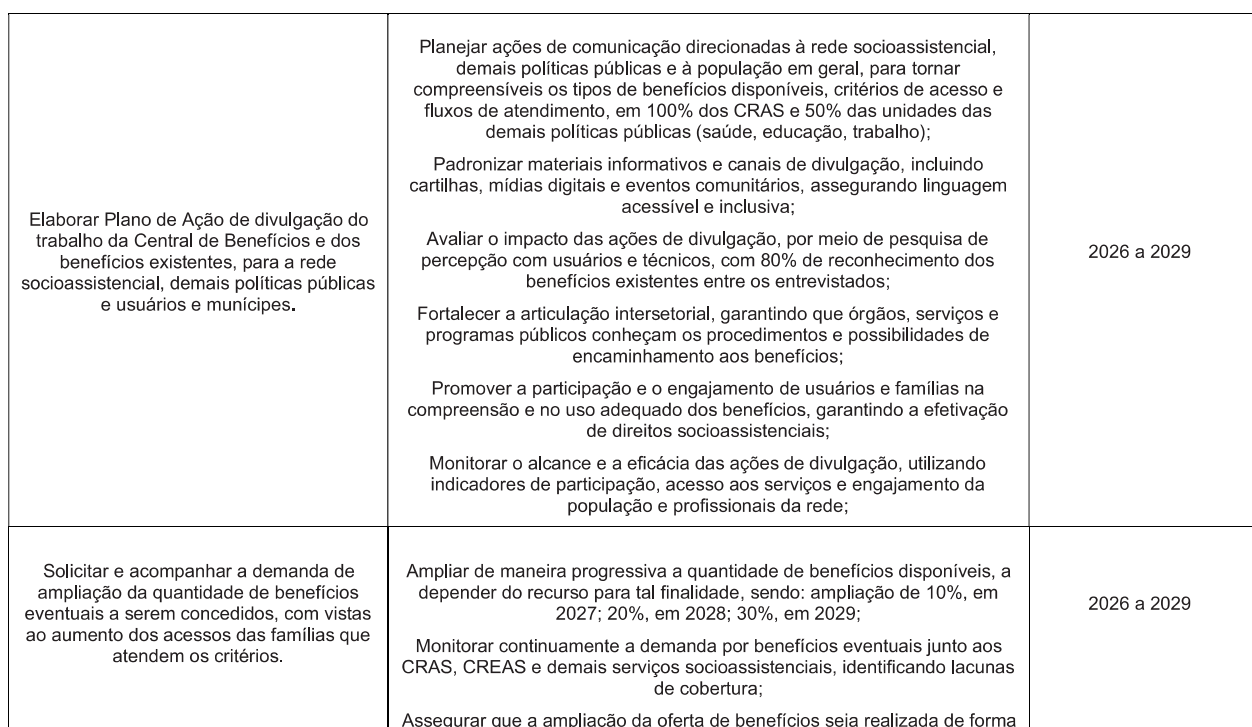 Elaborar Plano de Ação de divulgação do
trabalho da Central de Benefícios e dos
benefícios existentes, para a rede
socioassistencial, demais políticas públicas
e usuários e munícipes.
Planejar ações de comunicação direcionadas à rede socioassistencial,
demais políticas públicas e à população em geral, para tornar
compreensíveis os tipos de benefícios disponíveis, critérios de acesso e
fluxos de atendimento, em 100% dos CRAS e 50% das unidades das
demais políticas públicas (saúde, educação, trabalho);
Padronizar materiais informativos e canais de divulgação, incluindo
cartilhas, mídias digitais e eventos comunitários, assegurando linguagem
acessível e inclusiva;
Avaliar o impacto das ações de divulgação, por meio de pesquisa de
percepção com usuários e técnicos, com 80% de reconhecimento dos
benefícios existentes entre os entrevistados;
Fortalecer a articulação intersetorial, garantindo que órgãos, serviços e
programas públicos conheçam os procedimentos e possibilidades de
encaminhamento aos benefícios;
Promover a participação e o engajamento de usuários e famílias na
compreensão e no uso adequado dos benefícios, garantindo a efetivação
de direitos socioassistenciais;
Monitorar o alcance e a eficácia das ações de divulgação, utilizando
indicadores de participação, acesso aos serviços e engajamento da
população e profissionais da rede;
2026 a 2029
Solicitar e acompanhar a demanda de
ampliação da quantidade de benefícios
eventuais a serem concedidos, com vistas
ao aumento dos acessos das famílias que
atendem os critérios.
Ampliar de maneira progressiva a quantidade de benefícios disponíveis, a
depender do recurso para tal finalidade, sendo: ampliação de 10%, em
2027; 20%, em 2028; 30%, em 2029;
Monitorar continuamente a demanda por benefícios eventuais junto aos
CRAS, CREAS e demais serviços socioassistenciais, identificando lacunas
de cobertura;
Assegurar que a ampliação da oferta de benefícios seja realizada de forma
2026 a 2029